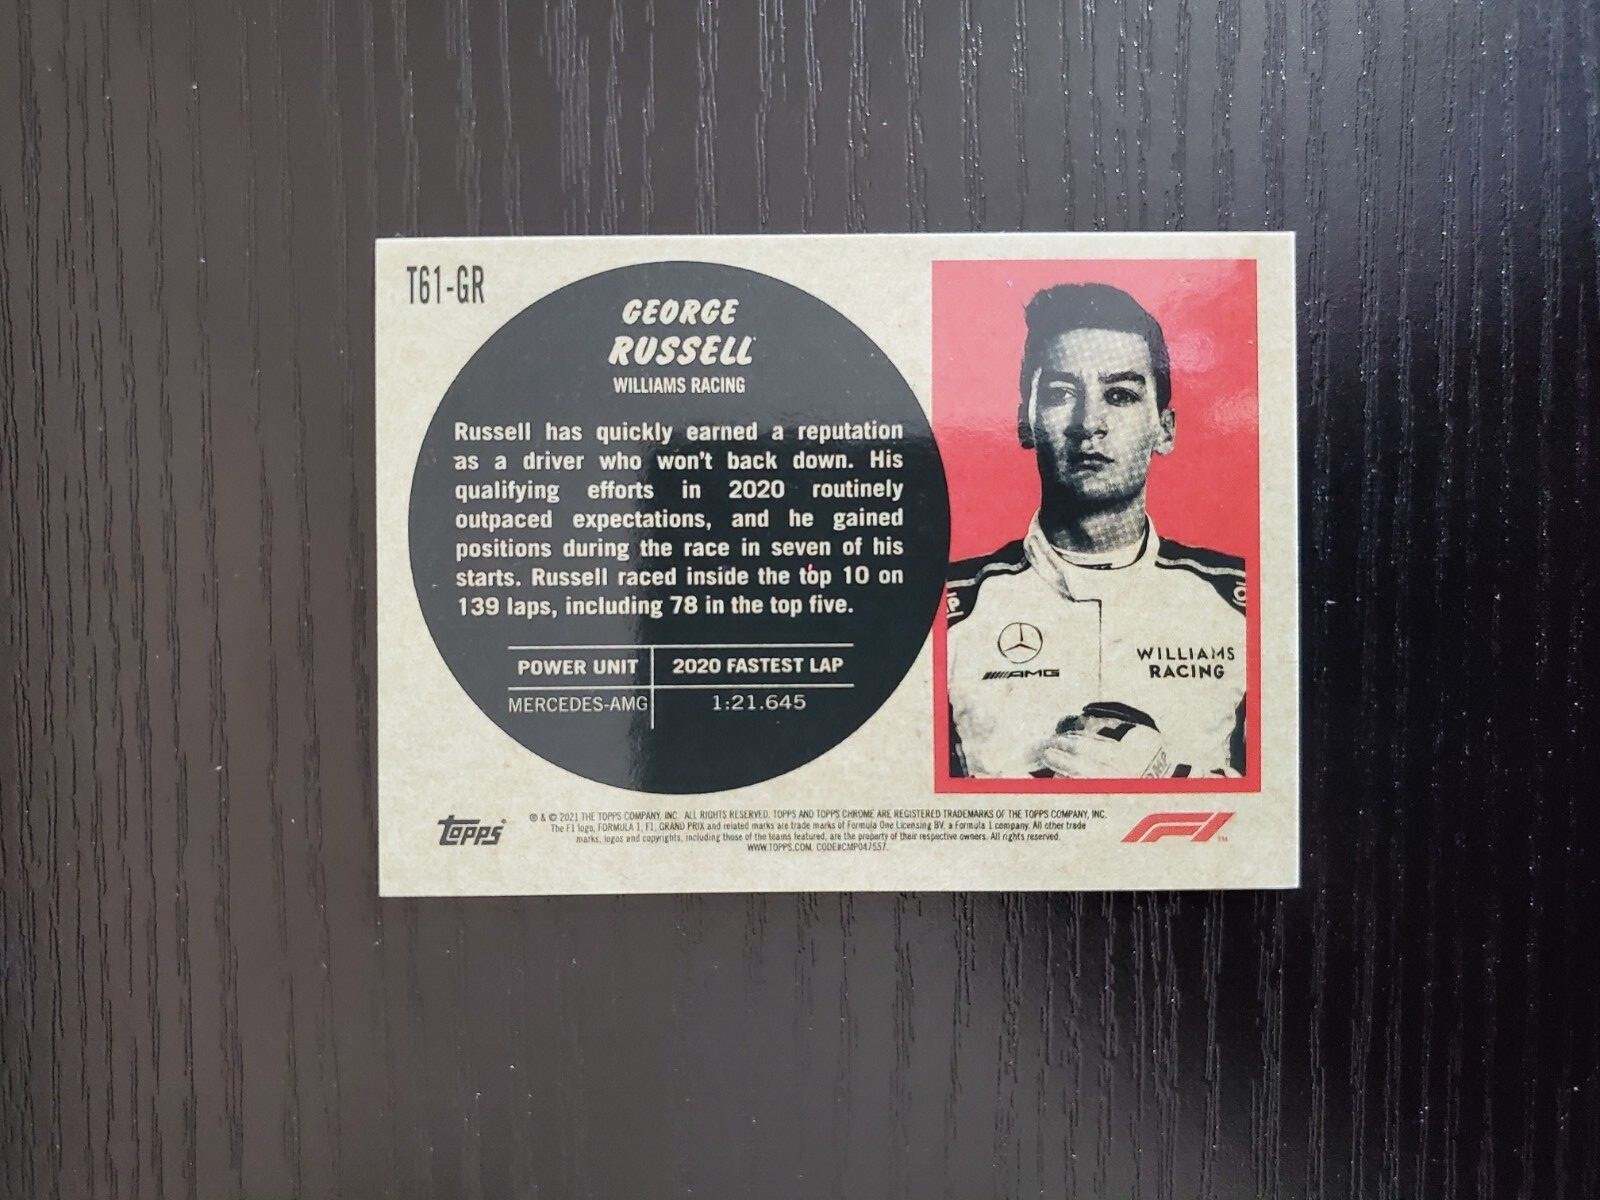 T61-GR
GEORGE
RUSSELL
WILLIAMS RACING
Russell has quickly earned a reputation
as a driver who won't back down. His
qualifying efforts in 2020 routinely
outpaced expectations, and he gained
positions during the race in seven of his
starts. Russell raced inside the top 10 on
139 laps, including 78 in the top five.
POWER UNIT 2020 FASTEST LAP
MERCEDES-AMG 1:21.645
AMG
WILLIAMS
RACING
topps
® & © 2021 THE TOPPS COMPANY, INC. ALL RIGHTS RESERVED. TOPPS AND TOPPS CHROME ARE REGISTERED TRADEMARKS OF THE TOPPS COMPANY, INC.
The F1 logo, FORMULA 1, F1, GRAND PRIX and related marks are trade marks of Formula One Licensing BV, a Formula 1 company. All other trade
marks, logos and copyrights, including those of the teams featured, are the property of their respective owners. All rights reserved.
WWW.TOPPS.COM. CODE#CMP047557.
F1 TM